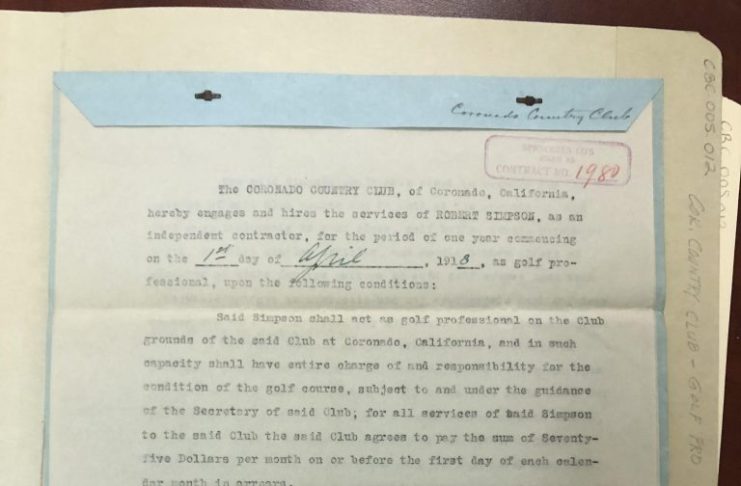 Coronado Country Club
CONTRACT NO. 1980
The CORONADO COUNTRY CLUB, of Coronado, California,
hereby engages and hires the services of ROBERT SIMPSON, as an
independent contractor, for the period of one year commencing
on the 1st day of April, 1918, as golf pro-
fessional, upon the following conditions:
Said Simpson shall act as golf professional on the Club
grounds of the said Club at Coronado, California, and in such
capacity shall have entire charge of and responsibility for the
condition of the golf course, subject to and under the guidance
of the Secretary of said Club; for all services of said Simpson
to the said Club the said Club agrees to pay the sum of Seventy-
five Dollars per month on or before the first day of each calen-
dar month in arrears.
CBC 005.012
COR. COUNTRY CLUB - GOLF PRO